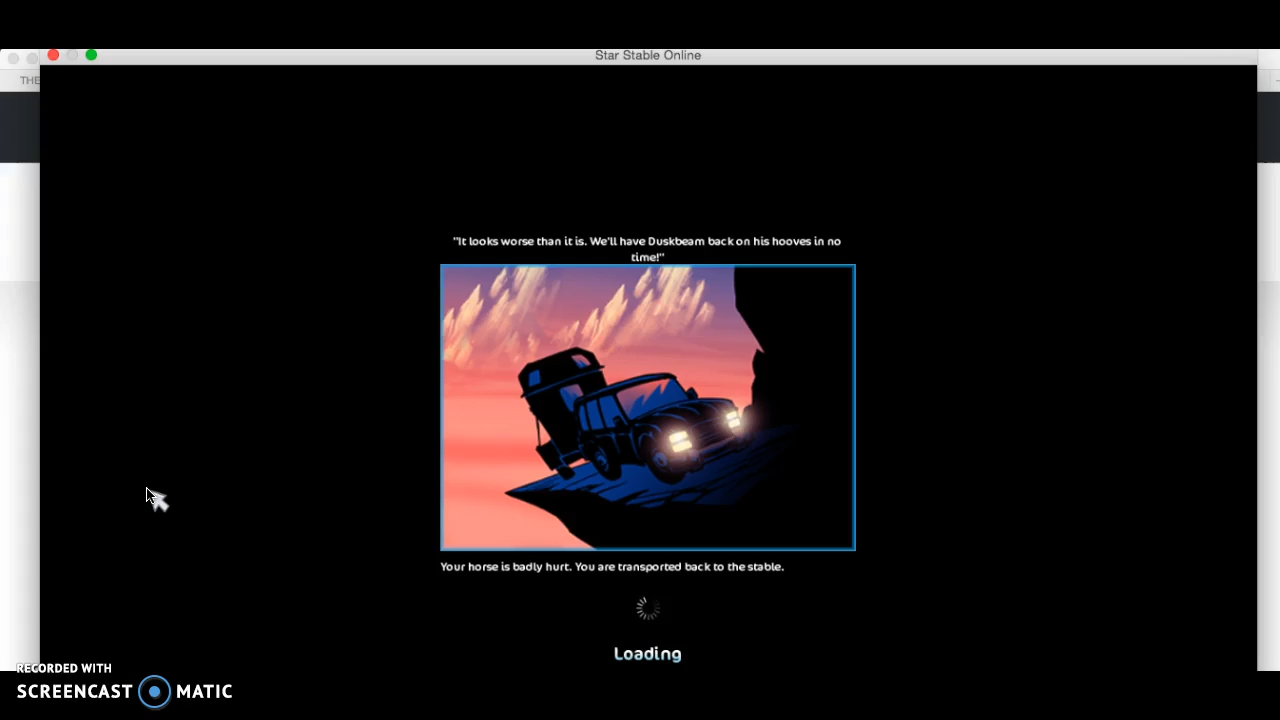 Star Stable Online
THE
"It looks worse than it is. We'll have Duskbeam back on his hooves in no
time!"
Your horse is badly hurt. You are transported back to the stable.
Loading
RECORDED WITH
SCREENCAST MATIC